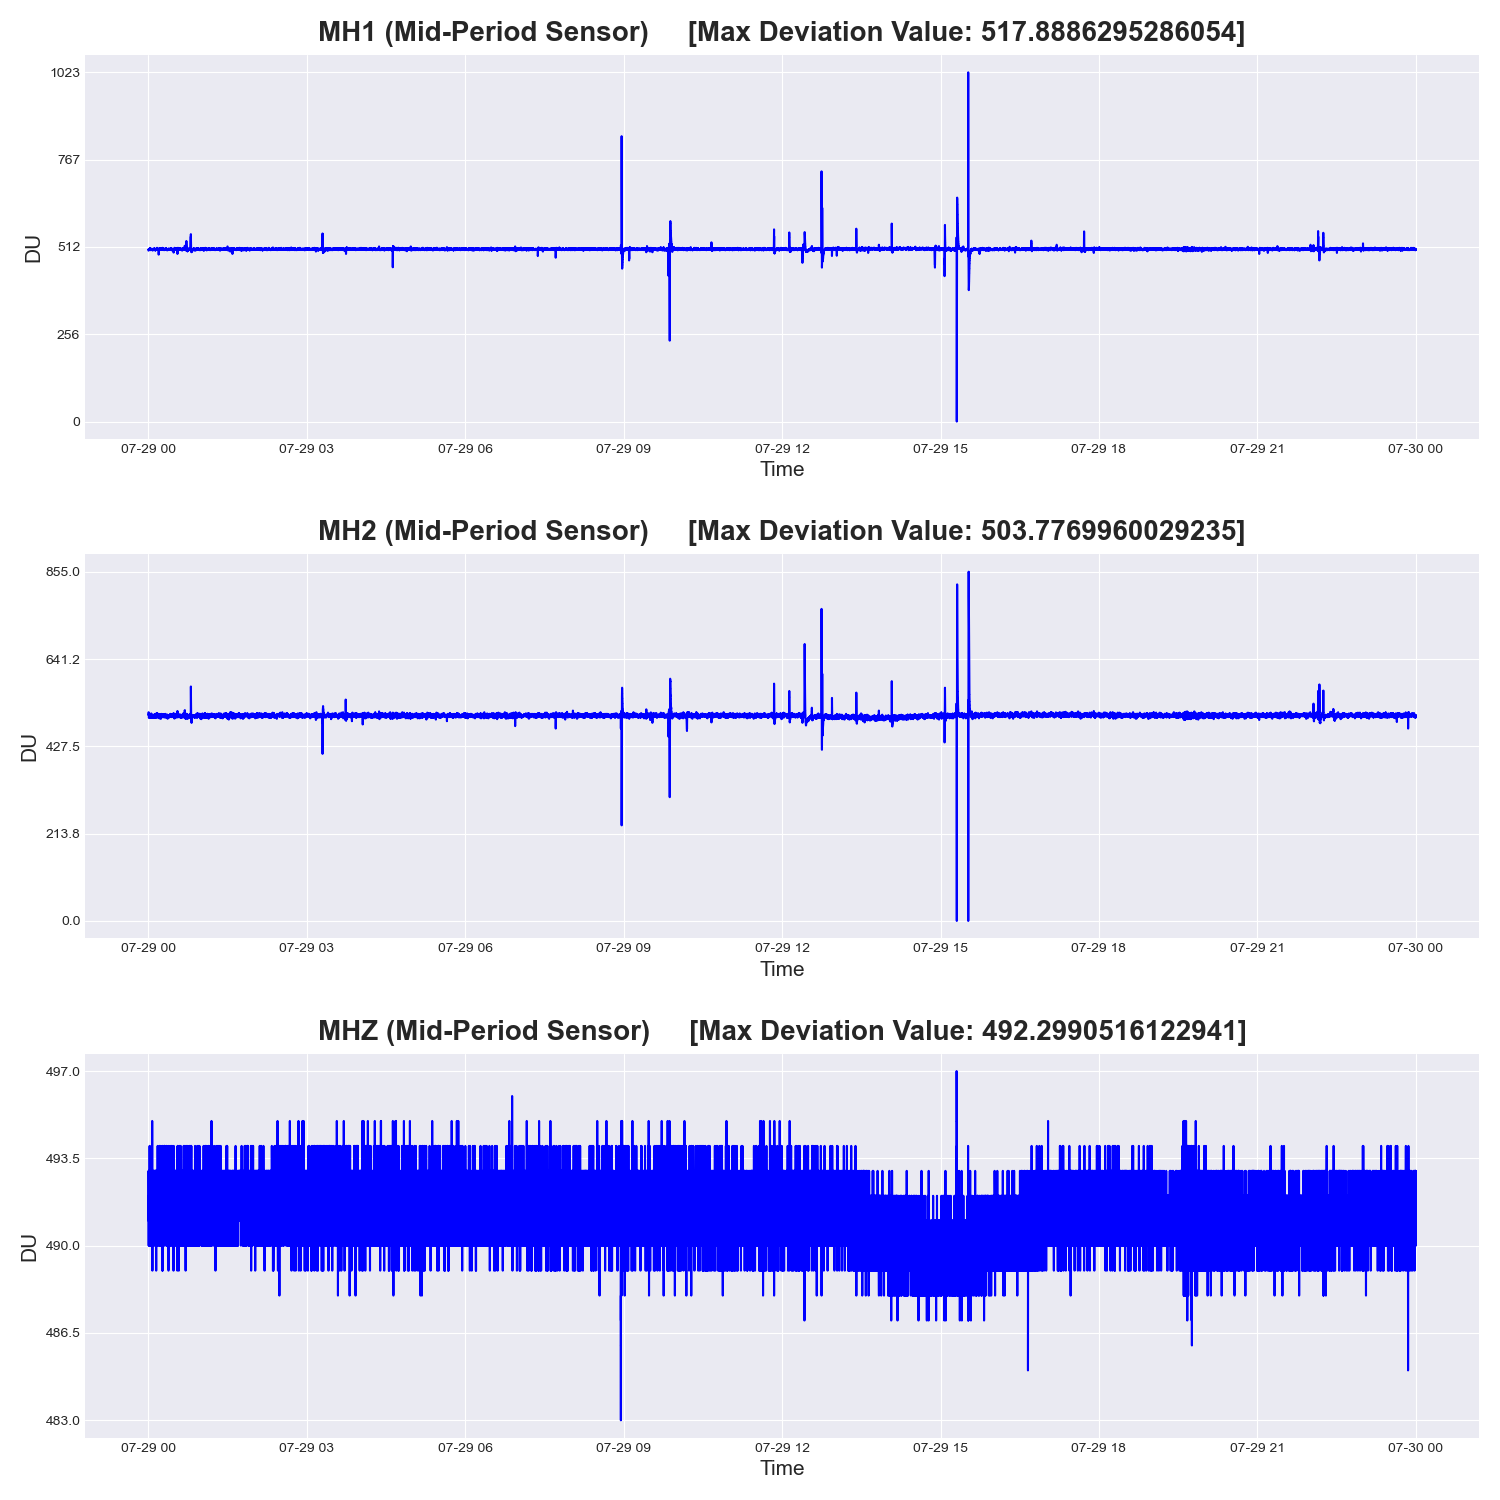 MH1 (Mid-Period Sensor) [Max Deviation Value: 517.8886295286054]
1023
767
512
256
0
DU
07-29 00 07-29 03 07-29 06 07-29 09 07-29 12 07-29 15 07-29 18 07-29 21 07-30 00
Time
MH2 (Mid-Period Sensor) [Max Deviation Value: 503.7769960029235]
855.0
641.2
427.5
213.8
0.0
DU
07-29 00 07-29 03 07-29 06 07-29 09 07-29 12 07-29 15 07-29 18 07-29 21 07-30 00
Time
MHZ (Mid-Period Sensor) [Max Deviation Value: 492.2990516122941]
497.0
493.5
490.0
486.5
483.0
DU
07-29 00 07-29 03 07-29 06 07-29 09 07-29 12 07-29 15 07-29 18 07-29 21 07-30 00
Time